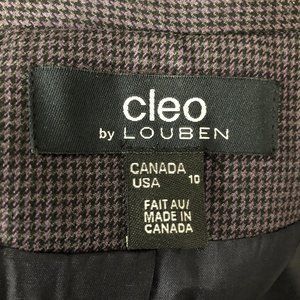 cleo
by LOUBEN
CANADA
USA 10
FAIT AU/
MADE IN
CANADA